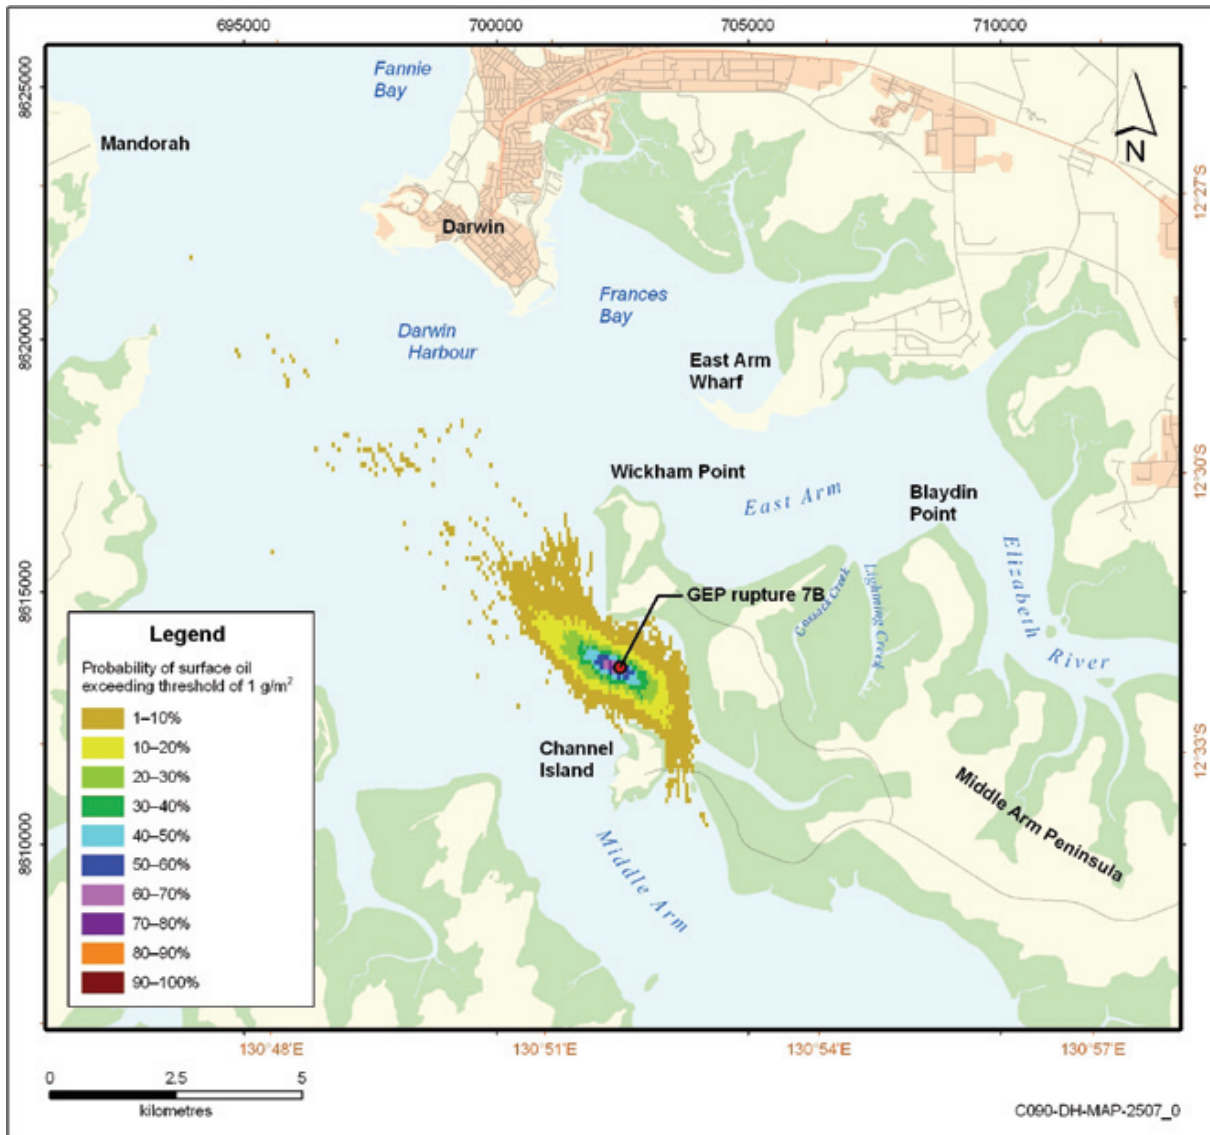 695000
700000
705000
710000
8625000
8620000
8615000
8610000
Fannie
Bay
Mandorah
N
12°27'S
Darwin
Frances
Bay
Darwin
Harbour
East Arm
Wharf
12°30'S
Wickham Point
East Arm
Blaydin
Point
Elizabeth
River
Cossack Creek
Lightning Creek
GEP rupture 7B
Legend
Probability of surface oil
exceeding threshold of 1 g/m²
1–10%
10–20%
20–30%
30–40%
40–50%
50–60%
60–70%
70–80%
80–90%
90–100%
Channel
Island
12°33'S
Middle Arm Peninsula
Middle Arm
130°48'E
130°51'E
130°54'E
130°57'E
0
2.5
5
kilometres
C090-DH-MAP-2507_0